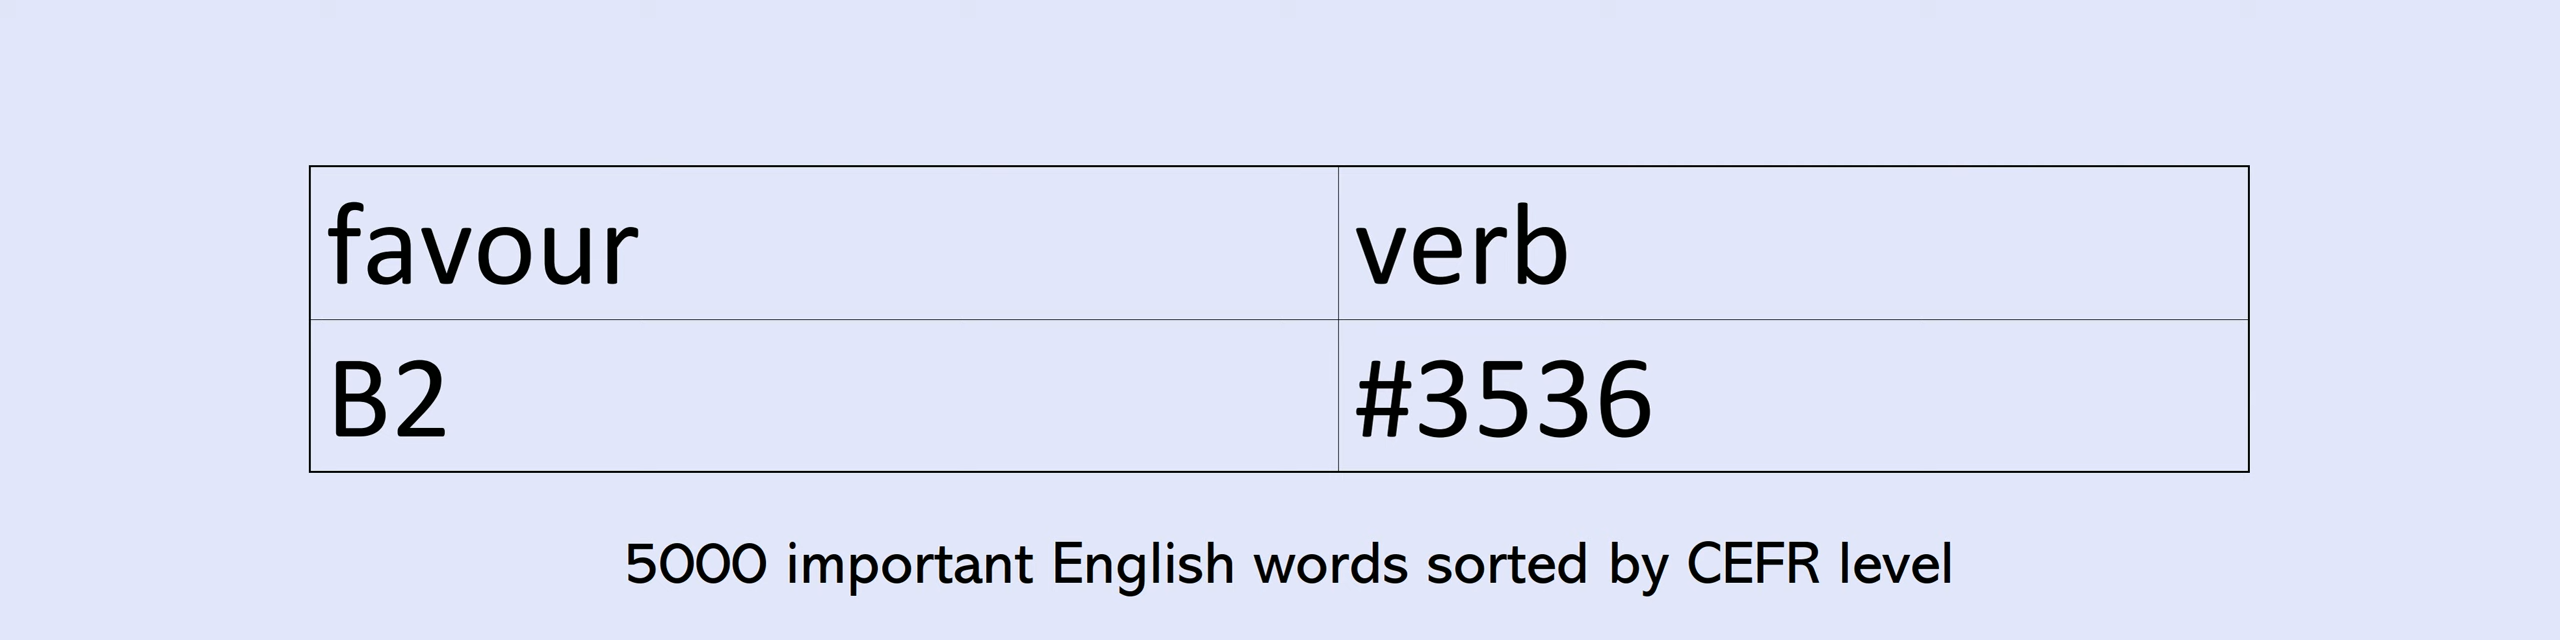 favour verb
B2 #3536
5000 important English words sorted by CEFR level